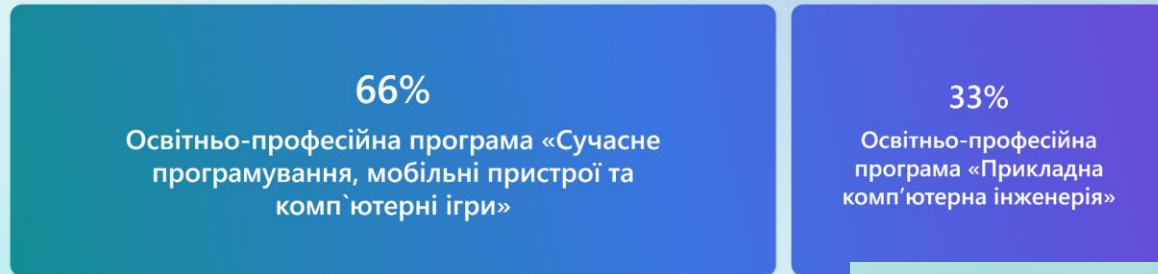 66%
Освітньо-професійна програма «Сучасне
програмування, мобільні пристрої та
комп`ютерні ігри»
33%
Освітньо-професійна
програма «Прикладна
комп’ютерна інженерія»